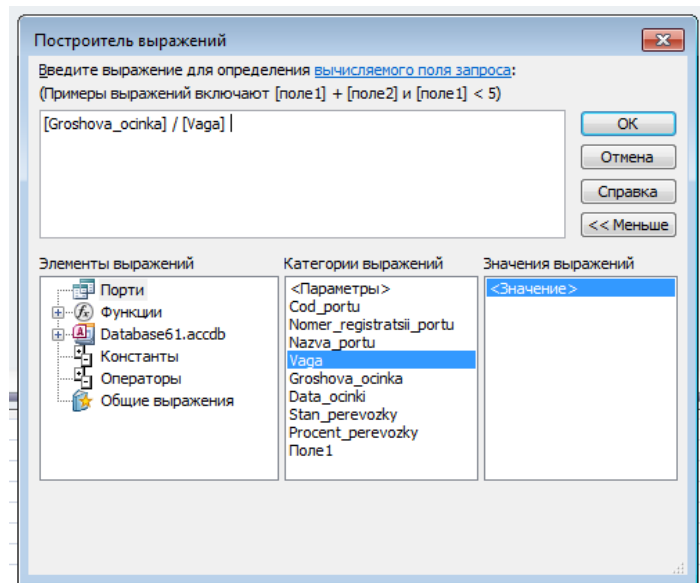 Построитель выражений
Введите выражение для определения вычисляемого поля запроса:
(Примеры выражений включают [поле1] + [поле2] и [поле1] < 5)
[Groshova_ocinka] / [Vaga]
ОК
Отмена
Справка
<< Меньше
Элементы выражений
Порти
Функции
Database61.accdb
Константы
Операторы
Общие выражения
Категории выражений
<Параметры>
Cod_portu
Nomer_registratsii_portu
Nazva_portu
Vaga
Groshova_ocinka
Data_ocinki
Stan_perevozky
Procent_perevozky
Поле1
Значения выражений
<Значение>